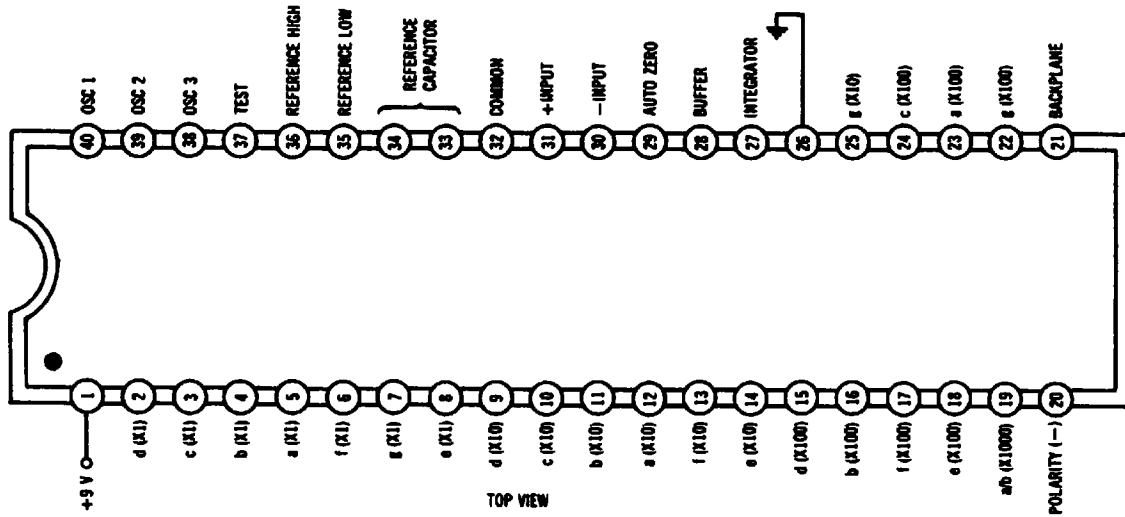 +9 V
1
d (X1)
2
c (X1)
3
b (X1)
4
a (X1)
5
f (X1)
6
g (X1)
7
e (X1)
8
d (X10)
9
c (X10)
10
b (X10)
11
a (X10)
12
f (X10)
13
e (X10)
14
d (X100)
15
b (X100)
16
f (X100)
17
e (X100)
18
a/b (X1000)
19
POLARITY (—)
20
TOP VIEW
40
OSC 1
39
OSC 2
38
OSC 3
37
TEST
36
REFERENCE HIGH
35
REFERENCE LOW
34
33
REFERENCE
CAPACITOR
32
COMMON
31
+INPUT
30
—INPUT
29
AUTO ZERO
28
BUFFER
27
INTEGRATOR
26
25
g (X10)
24
c (X100)
23
a (X100)
22
g (X100)
21
BACKPLANE